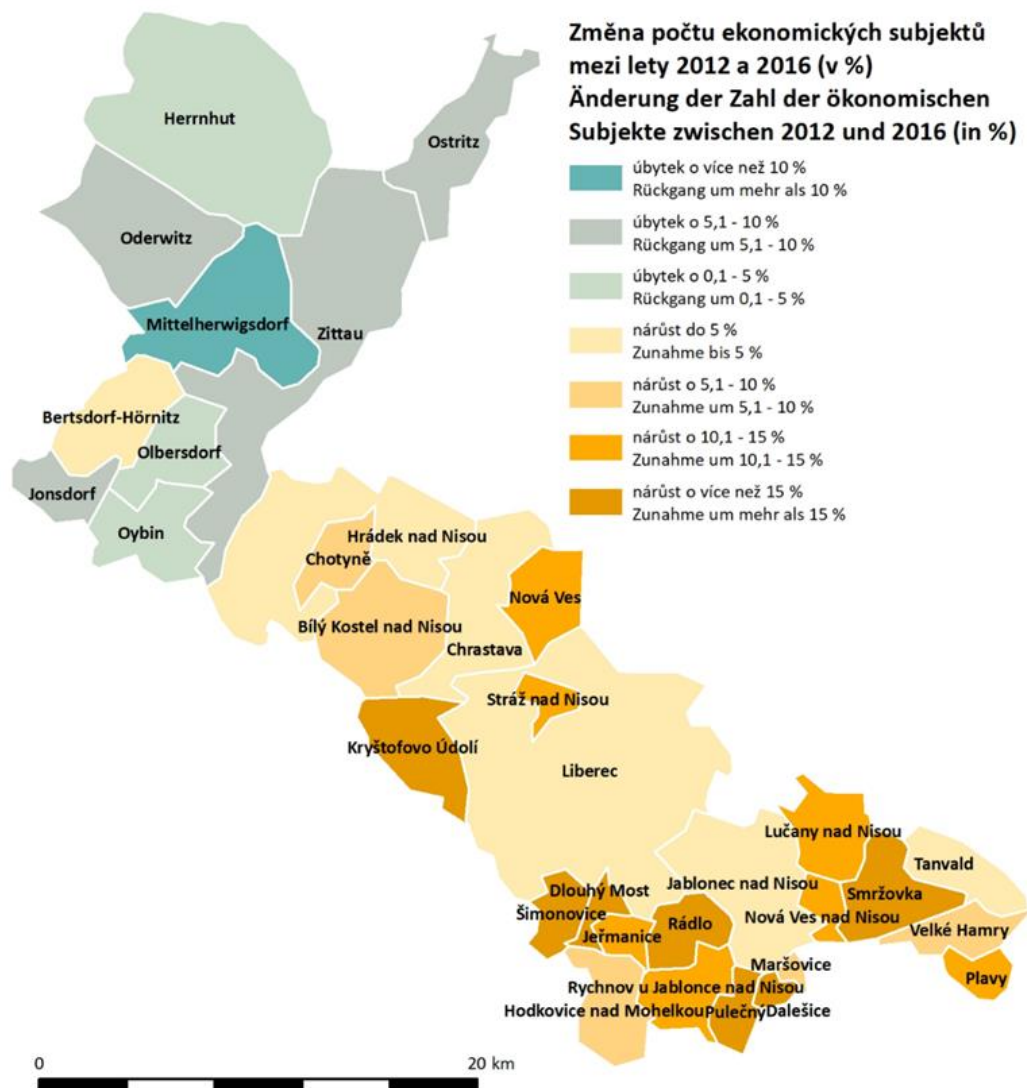 Změna počtu ekonomických subjektů
mezi lety 2012 a 2016 (v %)
Änderung der Zahl der ökonomischen
Subjekte zwischen 2012 und 2016 (in %)
úbytek o více než 10 %
Rückgang um mehr als 10 %
úbytek o 5,1 - 10 %
Rückgang um 5,1 - 10 %
úbytek o 0,1 - 5 %
Rückgang um 0,1 - 5 %
nárůst do 5 %
Zunahme bis 5 %
nárůst o 5,1 - 10 %
Zunahme um 5,1 - 10 %
nárůst o 10,1 - 15 %
Zunahme um 10,1 - 15 %
nárůst o více než 15 %
Zunahme um mehr als 15 %
Herrnhut
Ostritz
Oderwitz
Mittelherwigsdorf
Zittau
Bertsdorf-Hörnitz
Olbersdorf
Jonsdorf
Oybin
Hrádek nad Nisou
Chotyně
Nová Ves
Bílý Kostel nad Nisou
Chrastava
Stráž nad Nisou
Kryštofovo Údolí
Liberec
Lučany nad Nisou
Tanvald
Jablonec nad Nisou
Dlouhý Most
Smržovka
Šimonovice
Nová Ves nad Nisou
Rádlo
Velké Hamry
Jeřmanice
Maršovice
Plavy
Rychnov u Jablonce nad Nisou
Hodkovice nad Mohelkou
Pulečný
Dalešice
0
20 km